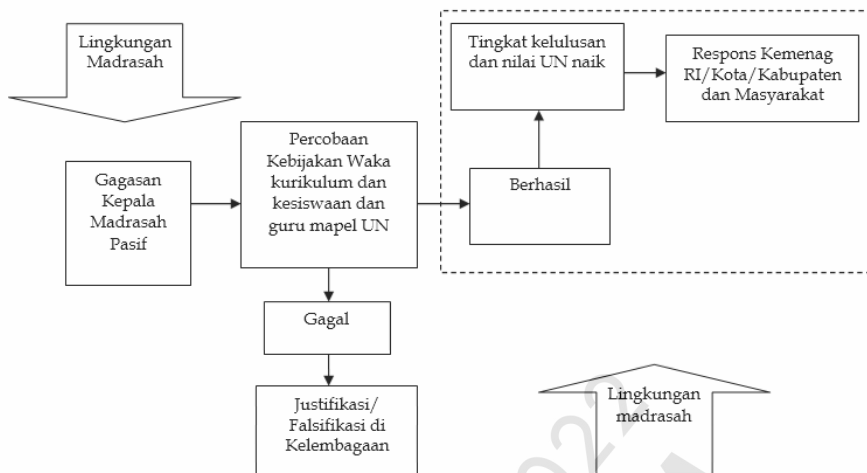 Lingkungan
Madrasah
Tingkat kelulusan
dan nilai UN naik
Respons Kemenag
RI/Kota/Kabupaten
dan Masyarakat
Gagasan
Kepala
Madrasah
Pasif
Percobaan
Kebijakan Waka
kurikulum dan
kesiswaan dan
guru mapel UN
Berhasil
Gagal
Justifikasi/
Falsifikasi di
Kelembagaan
Lingkungan
madrasah
2022